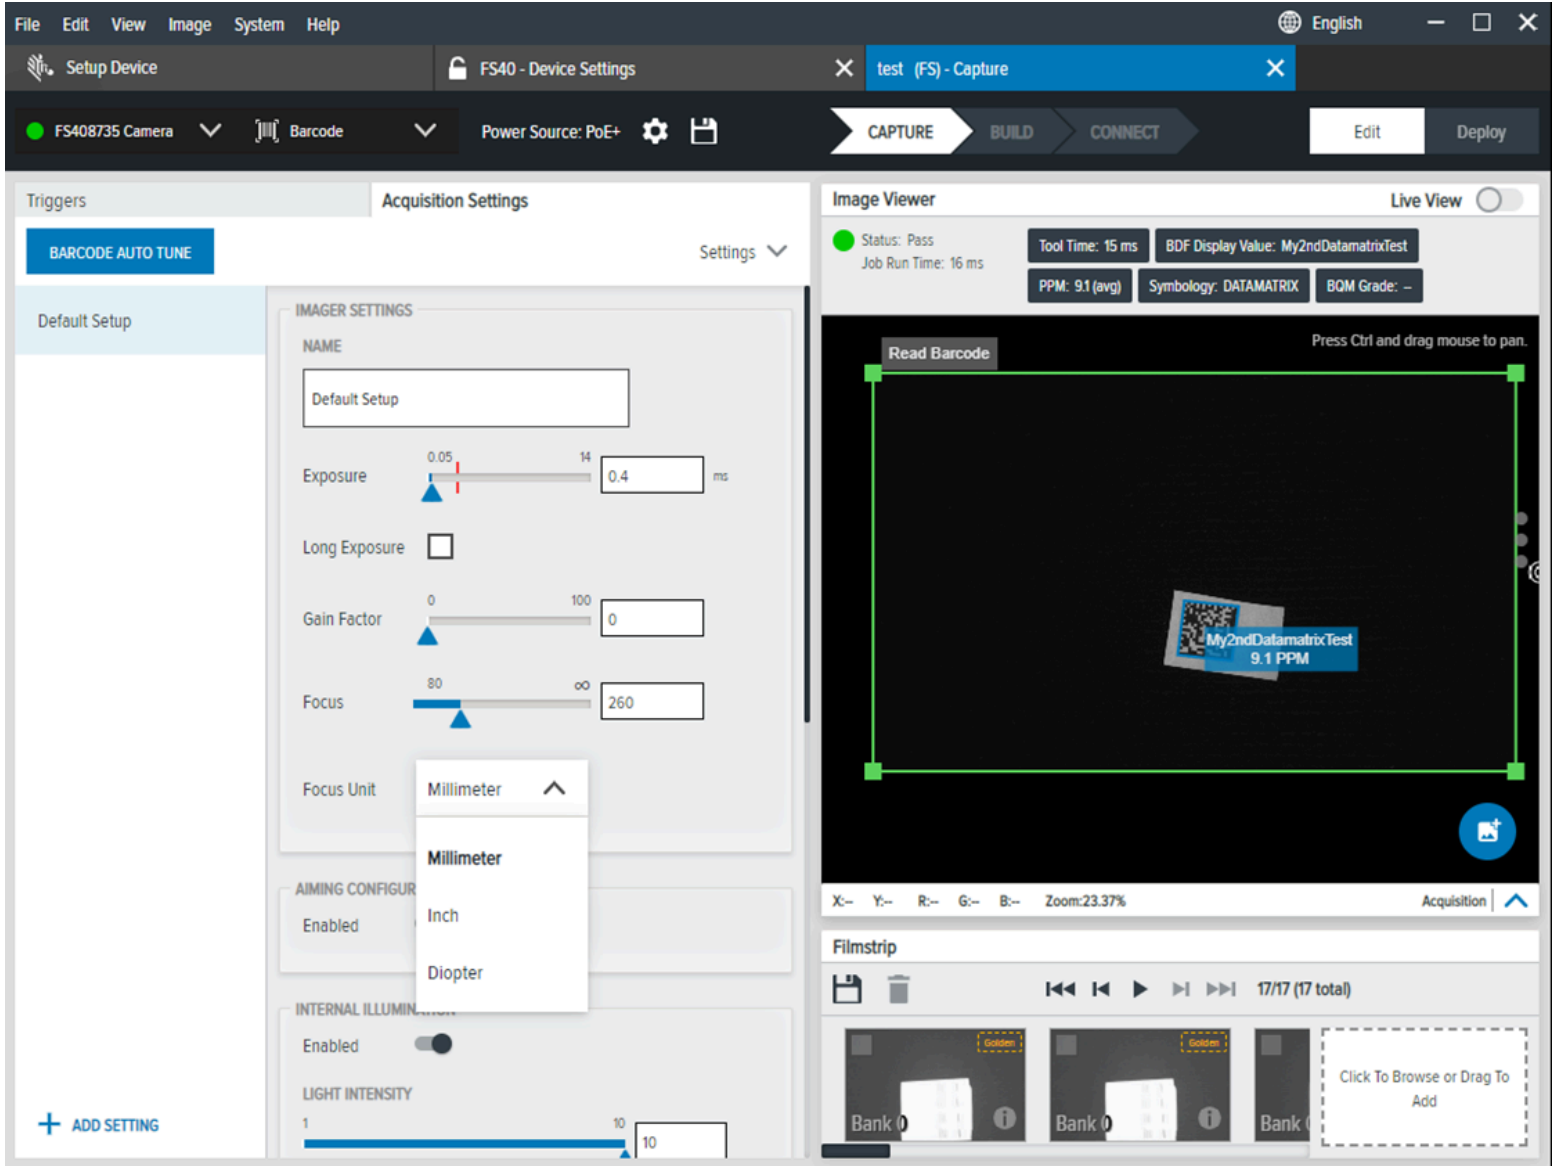 File Edit View Image System Help English
Setup Device FS40 - Device Settings test (FS) - Capture
FS408735 Camera Barcode Power Source: PoE+ CAPTURE BUILD CONNECT Edit Deploy
Triggers Acquisition Settings
BARCODE AUTO TUNE Settings
Default Setup
IMAGER SETTINGS
NAME
Default Setup
0.05 14
Exposure 0.4 ms
Long Exposure
0 100
Gain Factor 0
80 ∞
Focus 260
Focus Unit Millimeter
Millimeter
Inch
Diopter
AIMING CONFIGUR
Enabled
INTERNAL ILLUMINATION
Enabled
LIGHT INTENSITY
1 10
10
+ ADD SETTING
Image Viewer Live View
Status: Pass
Job Run Time: 16 ms
Tool Time: 15 ms BDF Display Value: My2ndDatamatrixTest
PPM: 9.1 (avg) Symbology: DATAMATRIX BQM Grade: --
Press Ctrl and drag mouse to pan.
Read Barcode
My2ndDatamatrixTest
9.1 PPM
X:-- Y:-- R:-- G:-- B:-- Zoom:23.37% Acquisition
Filmstrip
17/17 (17 total)
Golden Golden
Bank 0 Bank 0 Bank
Click To Browse or Drag To
Add